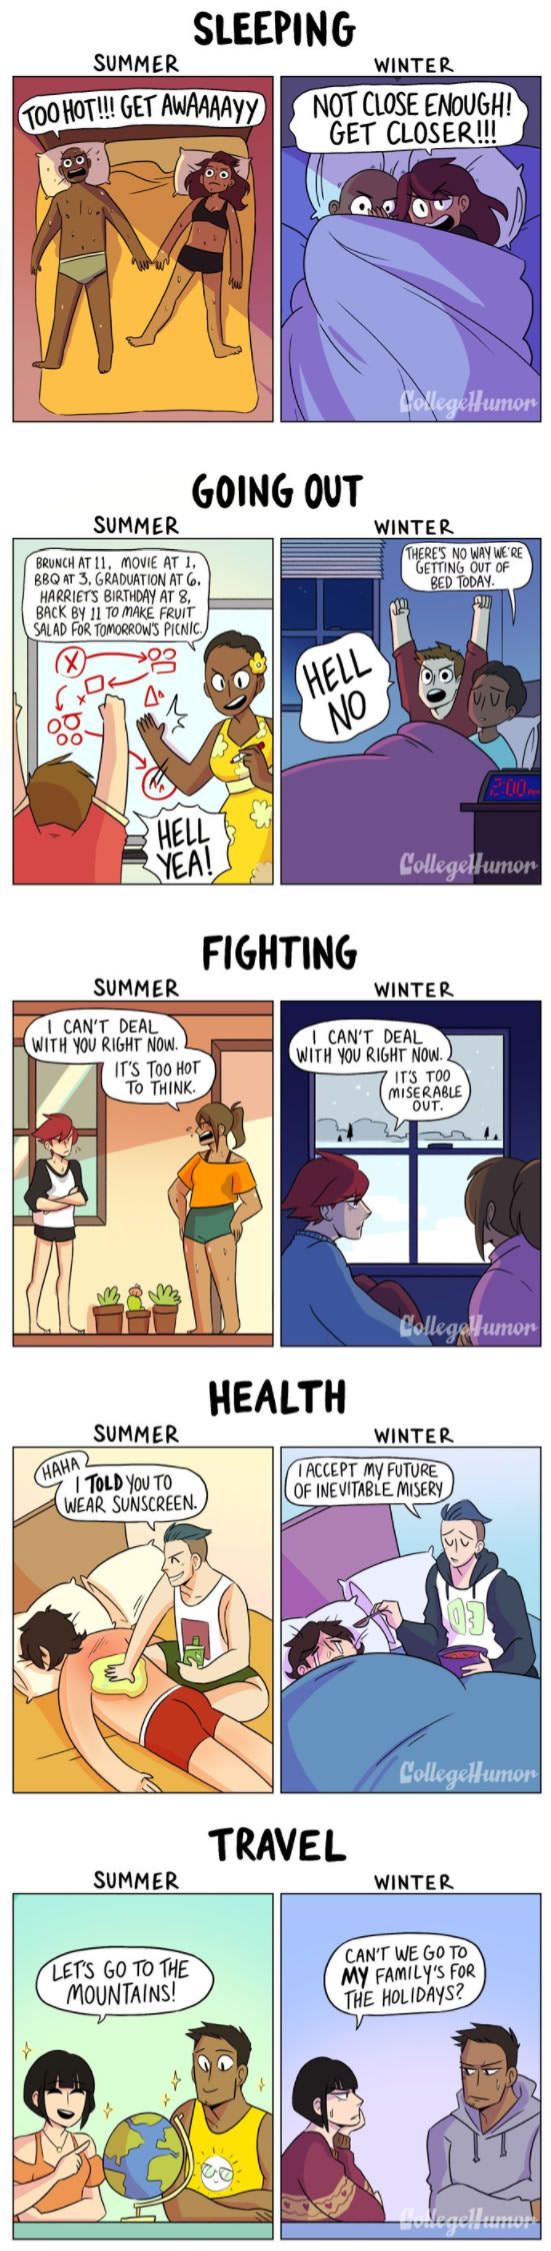 SLEEPING
SUMMER
WINTER
TOO HOT!!! GET AWAAAAYY
NOT CLOSE ENOUGH!
GET CLOSER!!!
CollegeHumor
GOING OUT
SUMMER
WINTER
BRUNCH AT 11, MOVIE AT 1,
BBQ AT 3, GRADUATION AT 6,
HARRIET'S BIRTHDAY AT 8,
BACK BY 11 TO MAKE FRUIT
SALAD FOR TOMORROW'S PICNIC.
HELL
YEA!
THERE'S NO WAY WE'RE
GETTING OUT OF
BED TODAY.
HELL
NO
2:00
CollegeHumor
FIGHTING
SUMMER
WINTER
I CAN'T DEAL
WITH YOU RIGHT NOW.
IT'S TOO HOT
TO THINK.
I CAN'T DEAL
WITH YOU RIGHT NOW.
IT'S TOO
MISERABLE
OUT.
CollegeHumor
HEALTH
SUMMER
WINTER
HAHA
I TOLD YOU TO
WEAR SUNSCREEN.
I ACCEPT MY FUTURE
OF INEVITABLE MISERY
03
CollegeHumor
TRAVEL
SUMMER
WINTER
LET'S GO TO THE
MOUNTAINS!
CAN'T WE GO TO
MY FAMILY'S FOR
THE HOLIDAYS?
CollegeHumor